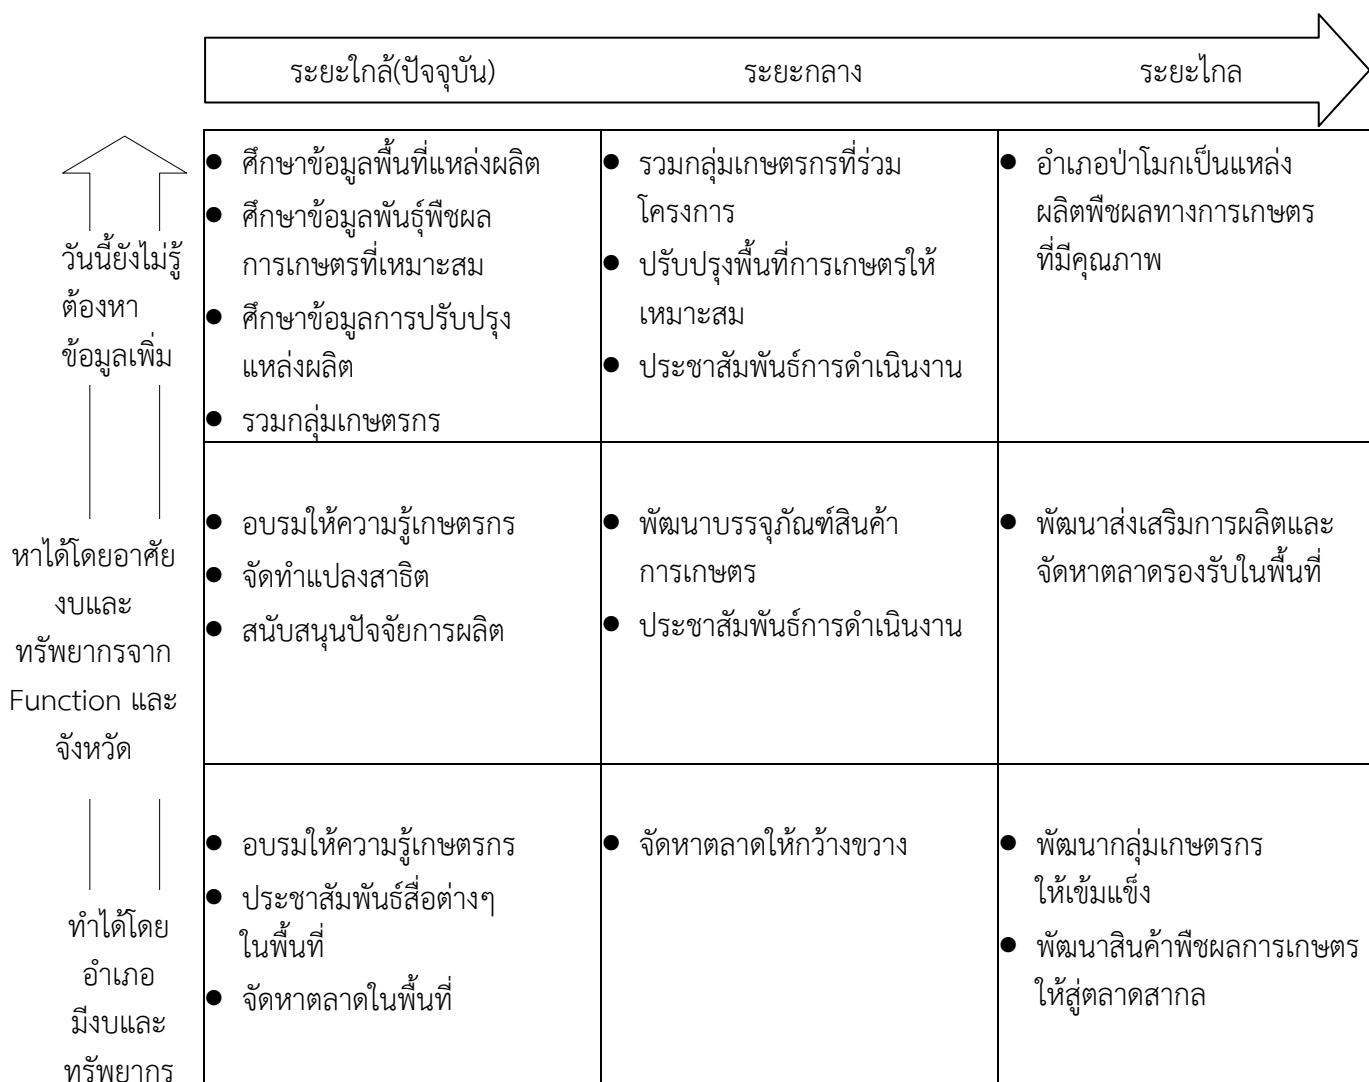 ระยะใกล้(ปัจจุบัน)
ระยะกลาง
ระยะไกล
วันนี้ยังไม่รู้
ต้องหา
ข้อมูลเพิ่ม
● ศึกษาข้อมูลพื้นที่แหล่งผลิต
● ศึกษาข้อมูลพันธุ์พืชผล
การเกษตรที่เหมาะสม
● ศึกษาข้อมูลการปรับปรุง
แหล่งผลิต
● รวมกลุ่มเกษตรกร
● รวมกลุ่มเกษตรกรที่ร่วม
โครงการ
● ปรับปรุงพื้นที่การเกษตรให้
เหมาะสม
● ประชาสัมพันธ์การดำเนินงาน
● อำเภอป่าโมกเป็นแหล่ง
ผลิตพืชผลทางการเกษตร
ที่มีคุณภาพ
หาได้โดยอาศัย
งบและ
ทรัพยากรจาก
Function และ
จังหวัด
● อบรมให้ความรู้เกษตรกร
● จัดทำแปลงสาธิต
● สนับสนุนปัจจัยการผลิต
● พัฒนาบรรจุภัณฑ์สินค้า
การเกษตร
● ประชาสัมพันธ์การดำเนินงาน
● พัฒนาส่งเสริมการผลิตและ
จัดหาตลาดรองรับในพื้นที่
ทำได้โดย
อำเภอ
มีงบและ
ทรัพยากร
● อบรมให้ความรู้เกษตรกร
● ประชาสัมพันธ์สื่อต่างๆ
ในพื้นที่
● จัดหาตลาดในพื้นที่
● จัดหาตลาดให้กว้างขวาง
● พัฒนากลุ่มเกษตรกร
ให้เข้มแข็ง
● พัฒนาสินค้าพืชผลการเกษตร
ให้สู่ตลาดสากล